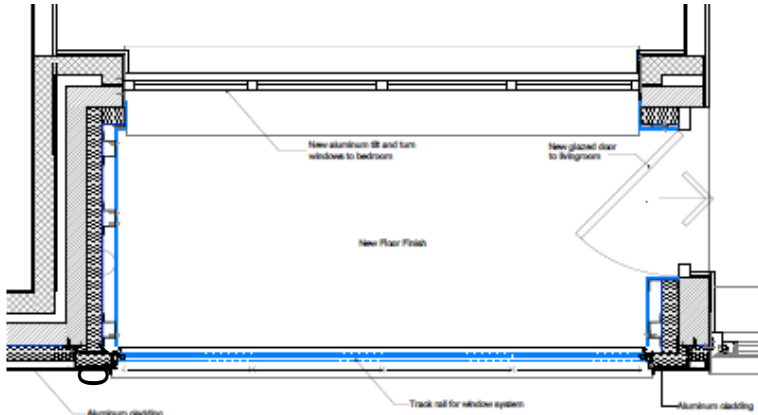 New aluminum tilt and turn
windows to bedroom
New glazed door
to livingroom
New Floor Finish
Track rail for window system
Aluminum cladding
Aluminum cladding